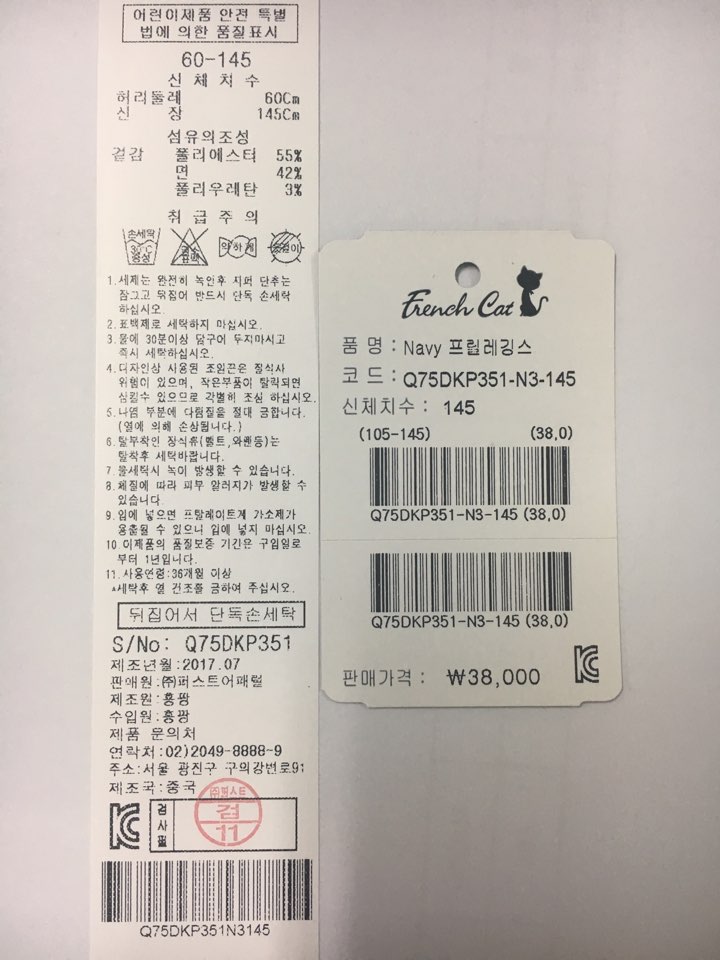 어린이제품 안전 특별
법에 의한 품질표시
60-145
신 체 치 수
허리둘레 60Cm
신 장 145Cm
섬유의조성
겉감 폴리에스터 55%
면 42%
폴리우레탄 3%
취 급 주 의
손세탁
30℃
중성
약하게
1.세제는 완전히 녹인후 지퍼 단추는
잠그고 뒤집어 반드시 단독 손세탁
하십시오.
2.표백제로 세탁하지 마십시오.
3.물에 30분이상 담구어 두지마시고
즉시 세탁하십시오.
4.디자인상 사용된 조임끈은 질식사
위험이 있으며, 작은부품이 탈락되면
삼킬수 있으므로 각별히 조심 하십시오.
5.나염 부분에 다림질을 절대 금합니다.
(열에 의해 손상됩니다.)
6.탈부착인 장식류(벨트,와펜등)는
탈착후 세탁바랍니다.
7.물세탁시 녹이 발생할 수 있습니다.
8.체질에 따라 피부 알러지가 발생할 수
있습니다.
9.입에 넣으면 프탈레이트계 가소제가
용출될 수 있으니 입에 넣지 마십시오.
10.이제품의 품질보증 기간은 구입일로
부터 1년입니다.
11.사용연령:36개월 이상
*세탁후 열 건조를 금하여 주십시오.
뒤집어서 단독손세탁
S/No: Q75DKP351
제조년월:2017.07
판매원:㈜퍼스트어패럴
제조원:홍팡
수입원:홍팡
제품 문의처
연락처:02)2049-8888~9
주소:서울 광진구 구의강변로91
제조국:중국
㈜퍼스트
검사필
검
11
Q75DKP351N3145
French Cat
품 명 : Navy 프릴레깅스
코 드 : Q75DKP351-N3-145
신체치수 : 145
(105-145) (38,0)
Q75DKP351-N3-145 (38,0)
Q75DKP351-N3-145 (38,0)
판매가격 : ₩38,000